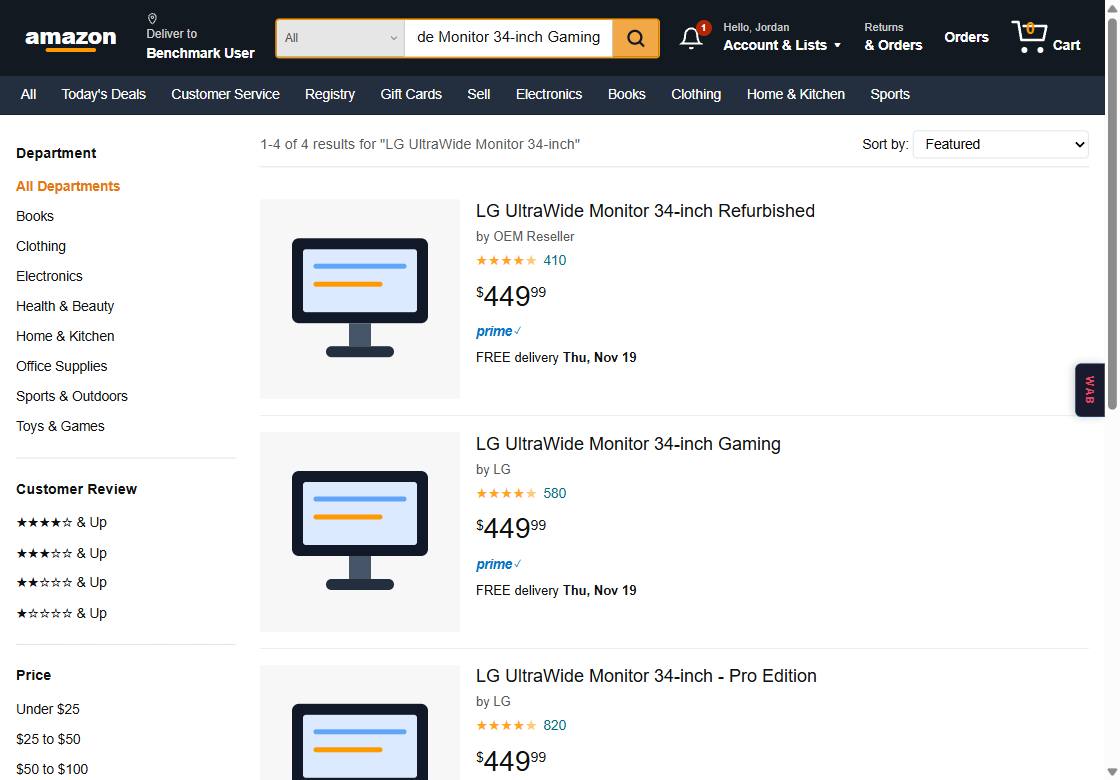 amazon
Deliver to
Benchmark User
All
de Monitor 34-inch Gaming
1
Hello, Jordan
Account & Lists
Returns
& Orders
Orders
0
Cart
All
Today's Deals
Customer Service
Registry
Gift Cards
Sell
Electronics
Books
Clothing
Home & Kitchen
Sports
Department
All Departments
Books
Clothing
Electronics
Health & Beauty
Home & Kitchen
Office Supplies
Sports & Outdoors
Toys & Games
Customer Review
★★★★☆ & Up
★★★☆☆ & Up
★★☆☆☆ & Up
★☆☆☆☆ & Up
Price
Under $25
$25 to $50
$50 to $100
1-4 of 4 results for "LG UltraWide Monitor 34-inch"
Sort by:
Featured
LG UltraWide Monitor 34-inch Refurbished
by OEM Reseller
★★★★★ 410
$44999
prime✓
FREE delivery Thu, Nov 19
LG UltraWide Monitor 34-inch Gaming
by LG
★★★★★ 580
$44999
prime✓
FREE delivery Thu, Nov 19
LG UltraWide Monitor 34-inch - Pro Edition
by LG
★★★★★ 820
$44999
WAB